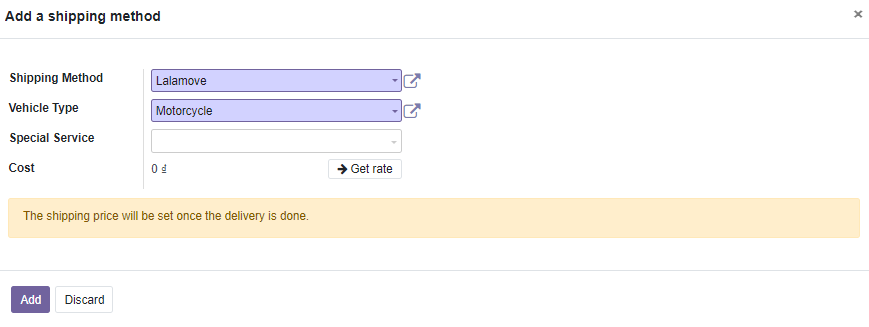 Add a shipping method ×
Shipping Method Lalamove
Vehicle Type Motorcycle
Special Service
Cost 0 ₫ Get rate
The shipping price will be set once the delivery is done.
Add Discard